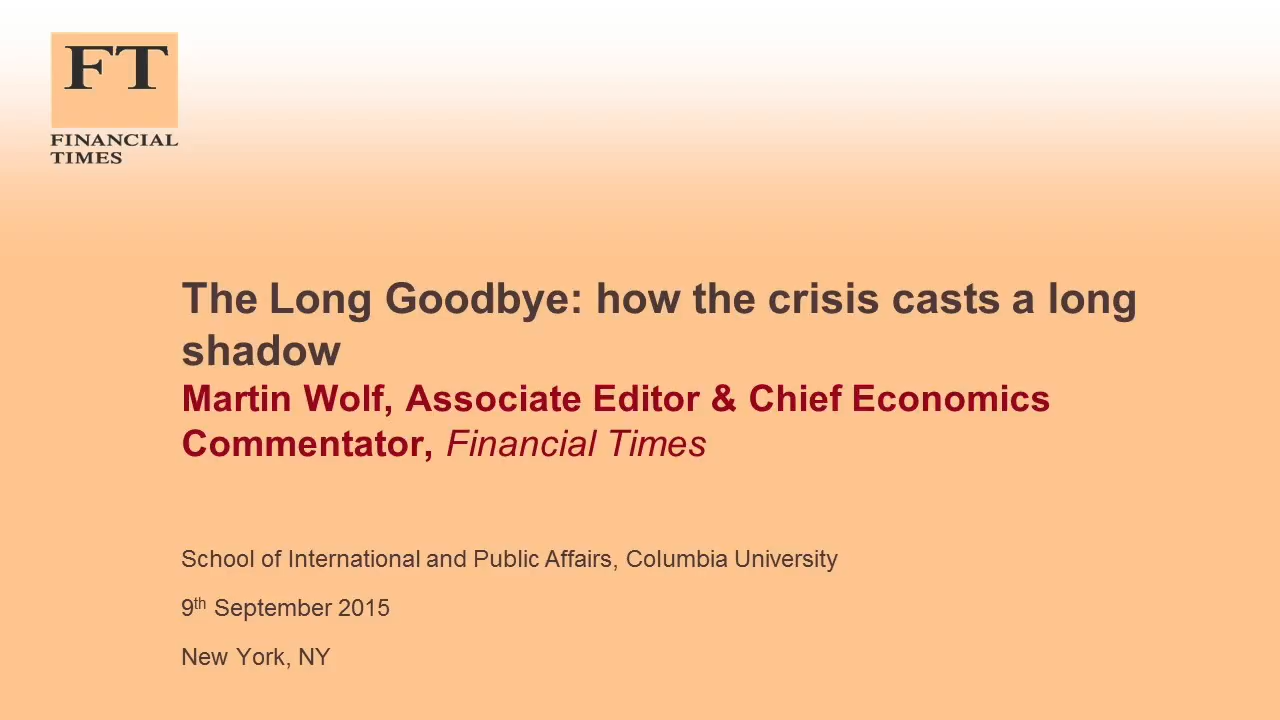 FT
FINANCIAL
TIMES
The Long Goodbye: how the crisis casts a long
shadow
Martin Wolf, Associate Editor & Chief Economics
Commentator, Financial Times
School of International and Public Affairs, Columbia University
9th September 2015
New York, NY